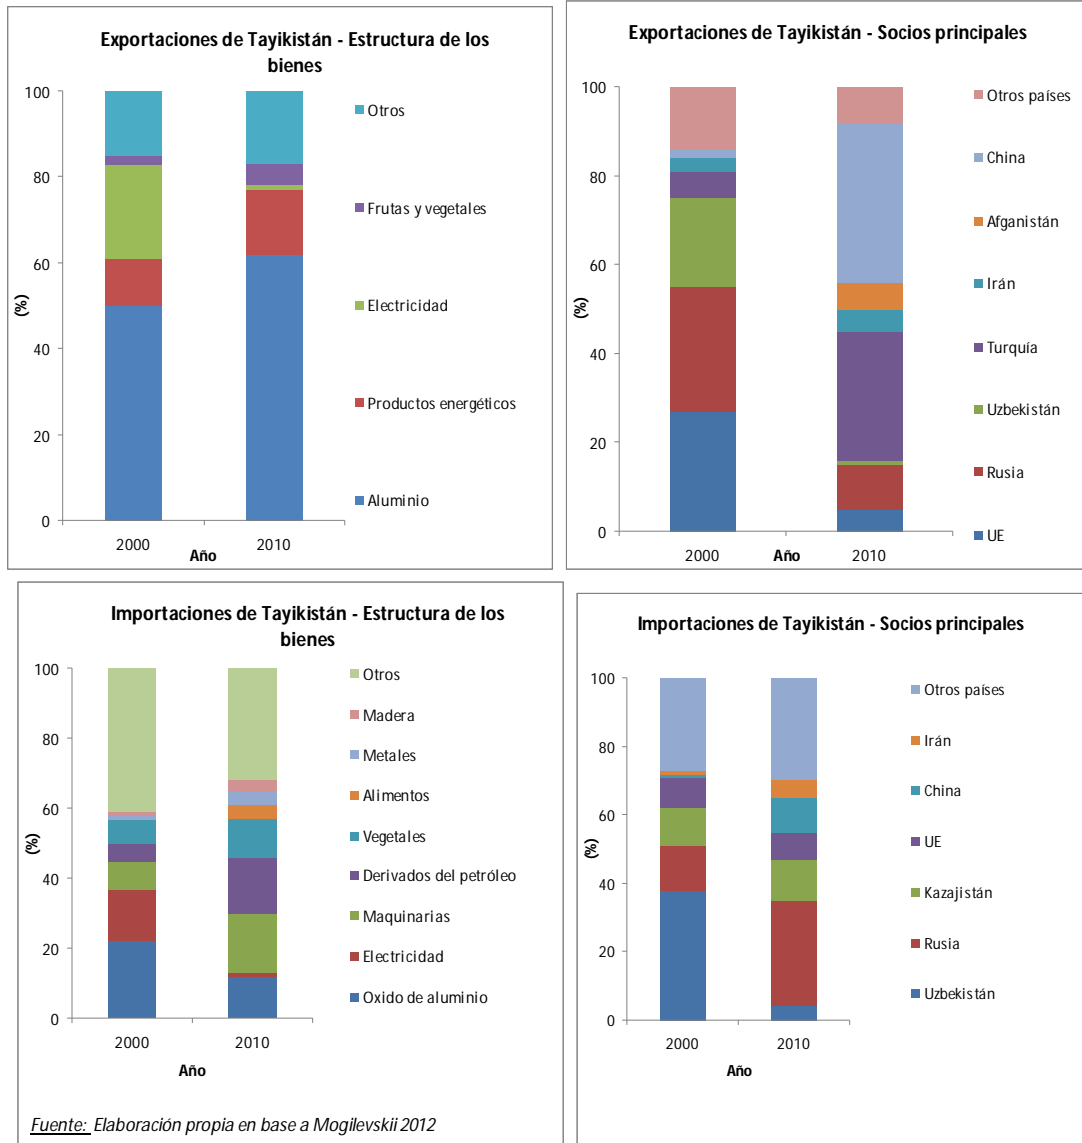 Exportaciones de Tayikistán - Estructura de los
bienes
100
80
60
40
20
0
(%)
2000
2010
Año
Otro
Frutas y vegetales
Electricidad
Productos energéticos
Aluminio
Exportaciones de Tayikistán - Socios principales
100
80
60
40
20
0
(%)
2000
Año
2010
Otros países
China
Afganistán
Irán
Turquía
Uzbekistán
Rusia
UE
Importaciones de Tayikistán - Estructura de los
bienes
100
80
60
40
20
0
(%)
2000
2010
Año
Otros
Madera
Metales
Alimentos
Vegetales
Derivados del petróleo
Maquinarias
Electricidad
Oxido de aluminio
Fuente: Elaboración propia en base a Mogilevskii 2012
Importaciones de Tayikistán - Socios principales
100
80
60
40
20
0
(%)
2000
2010
Año
Otros países
Irán
China
UE
Kazajistán
Rusia
Uzbekistán